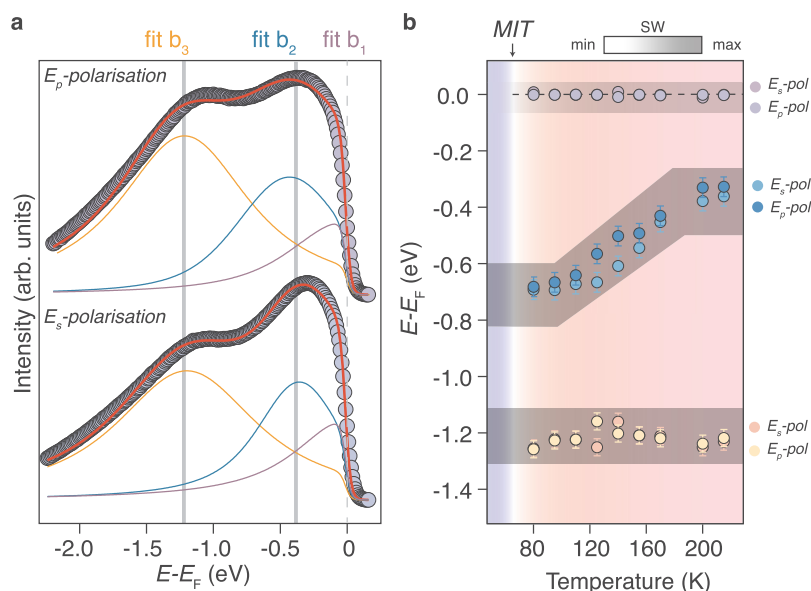 a
fit b3 fit b2 fit b1
Ep-polarisation
Es-polarisation
Intensity (arb. units)
-2.0 -1.5 -1.0 -0.5 0
E-EF (eV)
b
MIT
SW
min max
0.0
-0.2
-0.4
-0.6
-0.8
-1.0
-1.2
-1.4
E-EF (eV)
Es-pol
Ep-pol
Es-pol
Ep-pol
Es-pol
Ep-pol
80 120 160 200
Temperature (K)